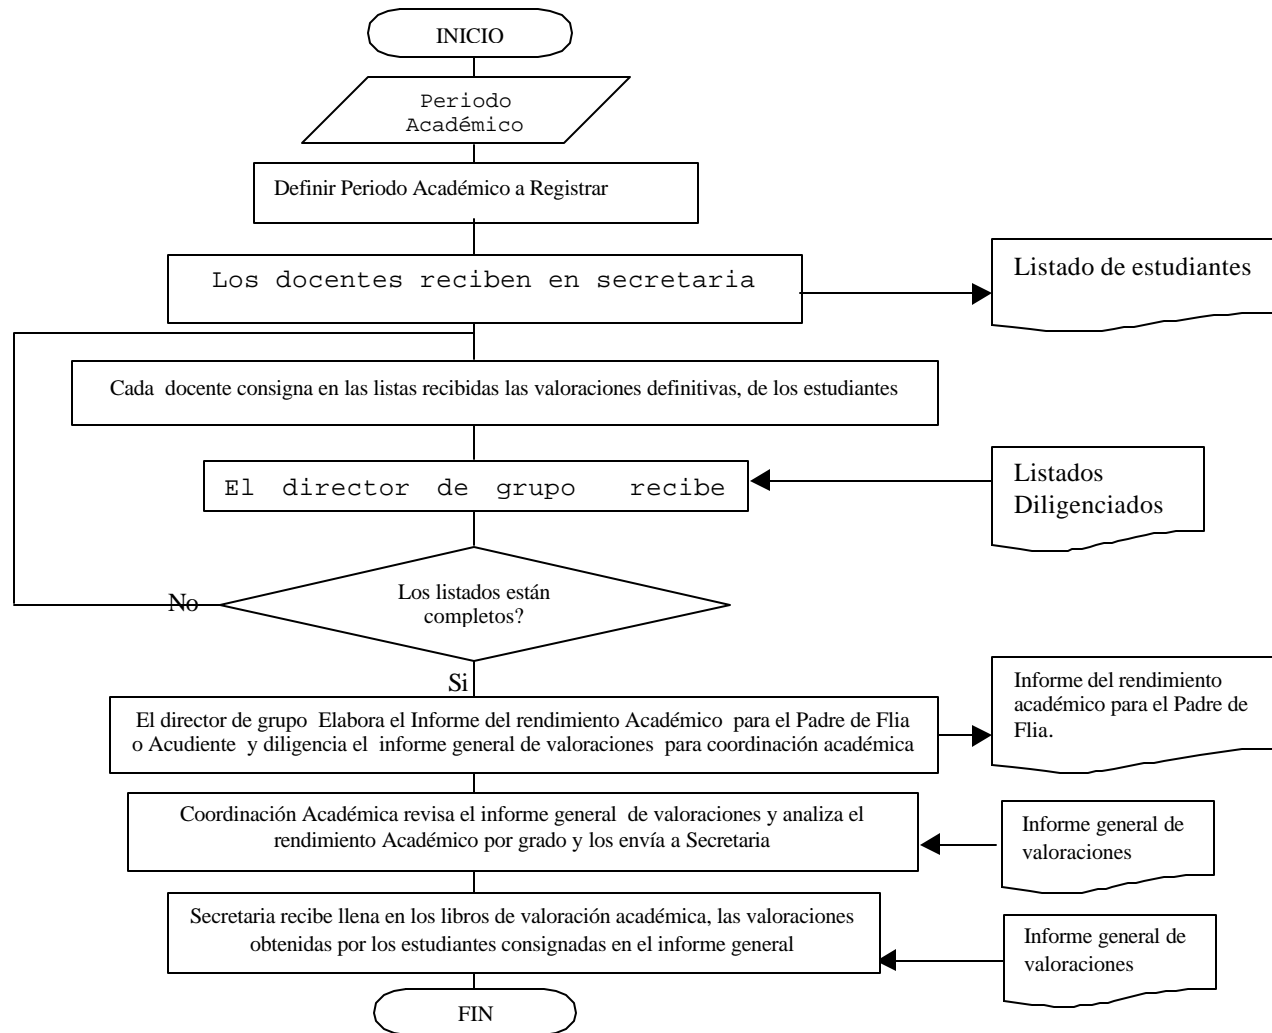 INICIO
Periodo
Académico
Definir Periodo Académico a Registrar
Los docentes reciben en secretaria
Listado de estudiantes
Cada docente consigna en las listas recibidas las valoraciones definitivas, de los estudiantes
El director de grupo recibe
Listados
Diligenciados
Los listados están
completos?
No
Si
El director de grupo Elabora el Informe del rendimiento Académico para el Padre de Flia
o Acudiente y diligencia el informe general de valoraciones para coordinación académica
Informe del rendimiento
académico para el Padre de
Flia.
Coordinación Académica revisa el informe general de valoraciones y analiza el
rendimiento Académico por grado y los envía a Secretaria
Informe general de
valoraciones
Secretaria recibe llena en los libros de valoración académica, las valoraciones
obtenidas por los estudiantes consignadas en el informe general
Informe general de
valoraciones
FIN